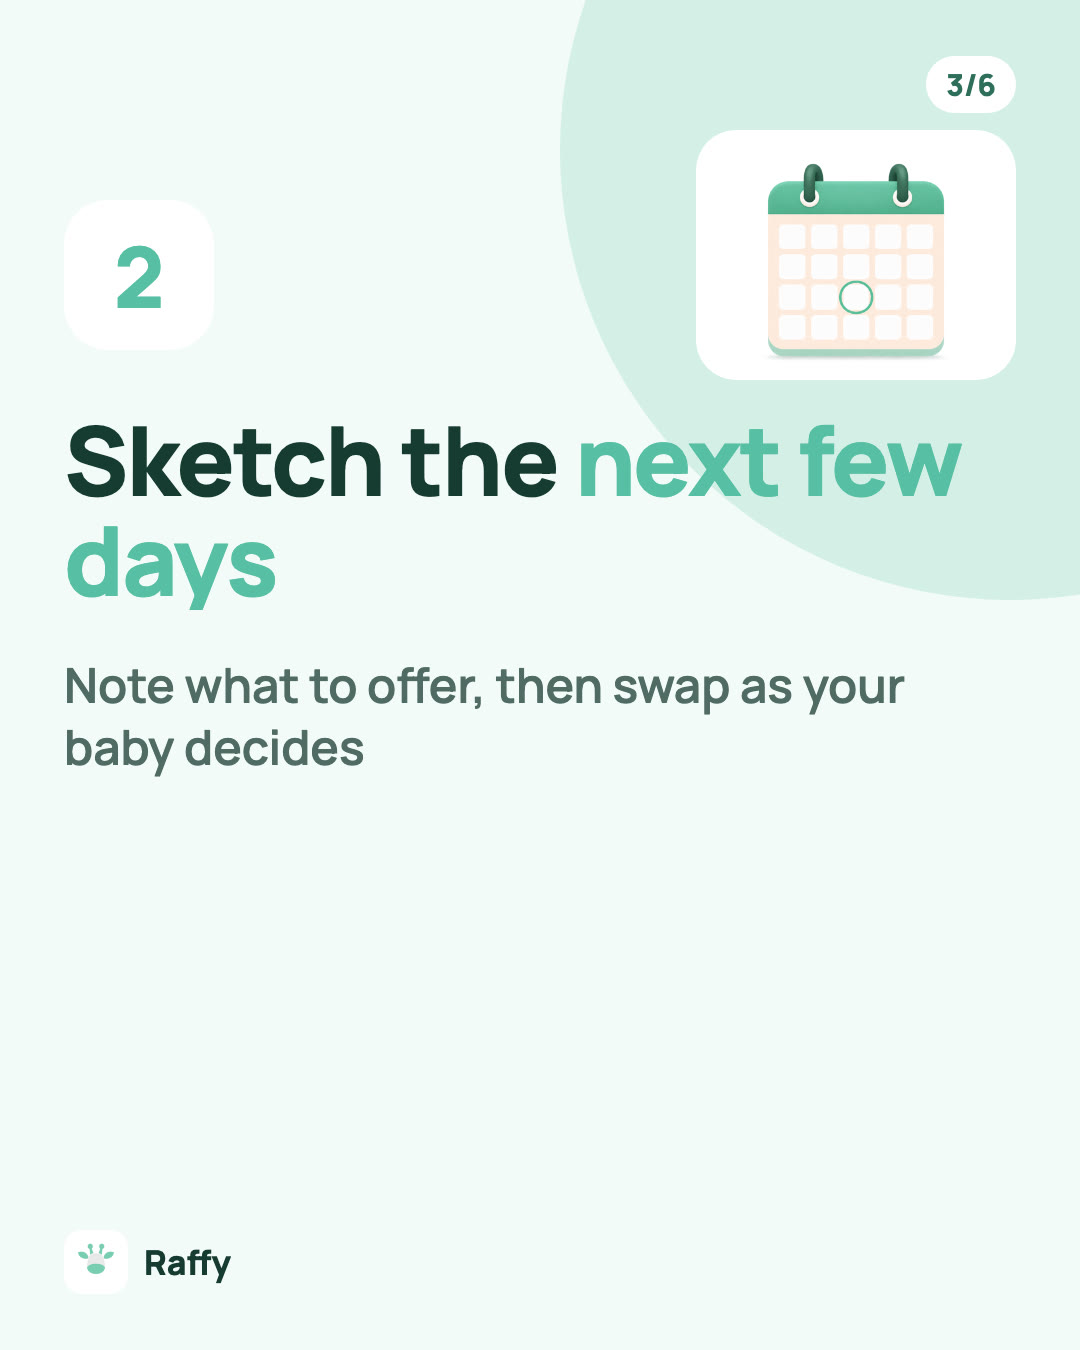 3/6
2
Sketch the next few
days
Note what to offer, then swap as your
baby decides
Raffy